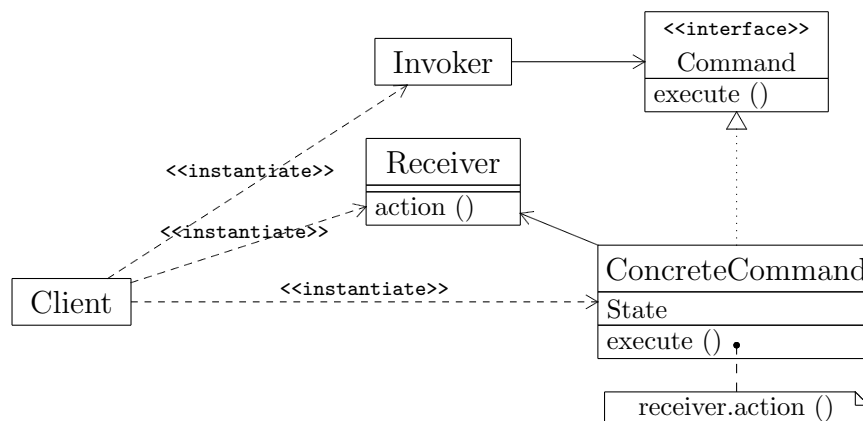 <<interface>>
Command
execute ()
Invoker
Receiver
action ()
<<instantiate>>
<<instantiate>>
<<instantiate>>
Client
ConcreteCommand
State
execute ()
receiver.action ()